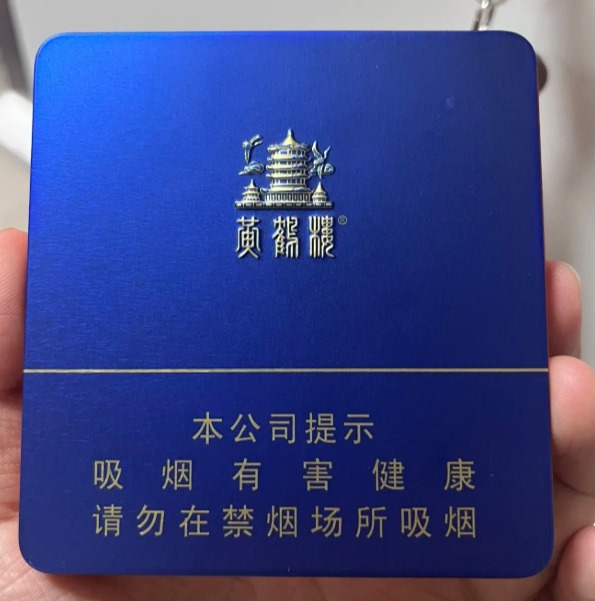 黄鹤楼®
本公司提示
吸烟有害健康
请勿在禁烟场所吸烟